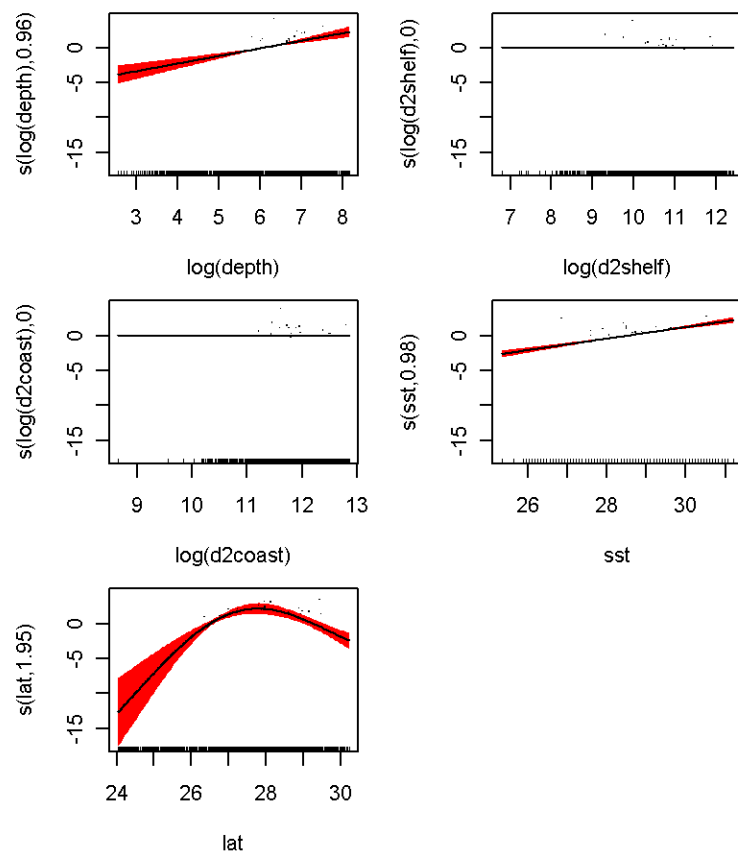 s(log(depth),0.96)
0
-5
-15
3 4 5 6 7 8
log(depth)
s(log(d2shelf),0)
0
-5
-15
7 8 9 10 11 12
log(d2shelf)
s(log(d2coast),0)
0
-5
-15
9 10 11 12 13
log(d2coast)
s(sst,0.98)
0
-5
-15
26 28 30
sst
s(lat,1.95)
0
-5
-15
24 26 28 30
lat